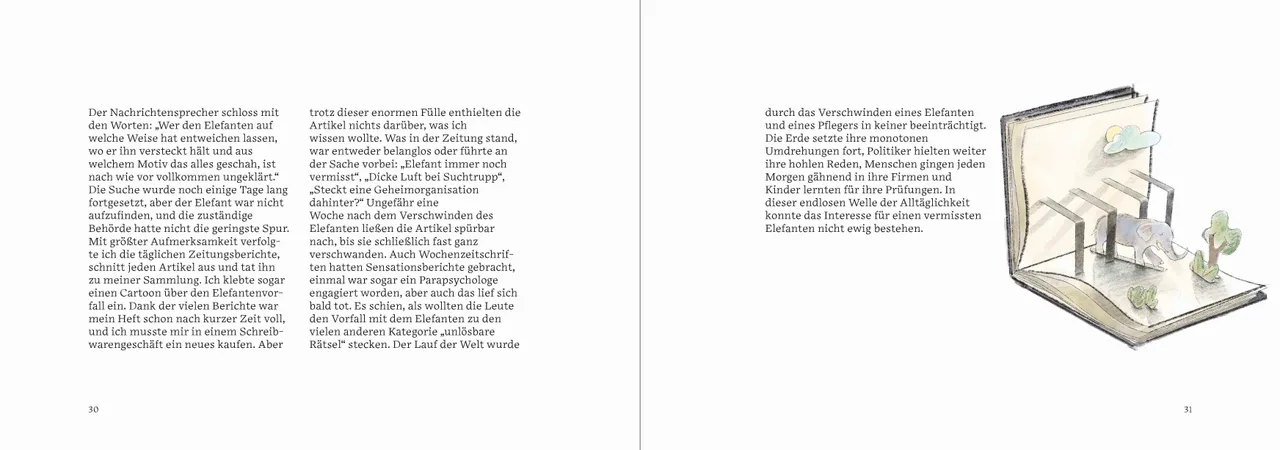 Der Nachrichtensprecher schloss mit
den Worten: „Wer den Elefanten auf
welche Weise hat entweichen lassen,
wo er ihn versteckt hält und aus
welchem Motiv das alles geschah, ist
nach wie vor vollkommen ungeklärt.“
Die Suche wurde noch einige Tage lang
fortgesetzt, aber der Elefant war nicht
aufzufinden, und die zuständige
Behörde hatte nicht die geringste Spur.
Mit größter Aufmerksamkeit verfolg-
te ich die täglichen Zeitungsberichte,
schnitt jeden Artikel aus und tat ihn
zu meiner Sammlung. Ich klebte sogar
einen Cartoon über den Elefantenvor-
fall ein. Dank der vielen Berichte war
mein Heft schon nach kurzer Zeit voll,
und ich musste mir in einem Schreib-
warengeschäft ein neues kaufen. Aber
trotz dieser enormen Fülle enthielten die
Artikel nichts darüber, was ich
wissen wollte. Was in der Zeitung stand,
war entweder belanglos oder führte an
der Sache vorbei: „Elefant immer noch
vermisst“, „Dicke Luft bei Suchtrupp“,
„Steckt eine Geheimorganisation
dahinter?“ Ungefähr eine
Woche nach dem Verschwinden des
Elefanten ließen die Artikel spürbar
nach, bis sie schließlich fast ganz
verschwanden. Auch Wochenzeitschrif-
ten hatten Sensationsberichte gebracht,
einmal war sogar ein Parapsychologe
engagiert worden, aber auch das lief sich
bald tot. Es schien, als wollten die Leute
den Vorfall mit dem Elefanten zu den
vielen anderen Kategorie „unlösbare
Rätsel“ stecken. Der Lauf der Welt wurde
30
durch das Verschwinden eines Elefanten
und eines Pflegers in keiner beeinträchtigt.
Die Erde setzte ihre monotonen
Umdrehungen fort, Politiker hielten weiter
ihre hohlen Reden, Menschen gingen jeden
Morgen gähnend in ihre Firmen und
Kinder lernten für ihre Prüfungen. In
dieser endlosen Welle der Alltäglichkeit
konnte das Interesse für einen vermissten
Elefanten nicht ewig bestehen.
31